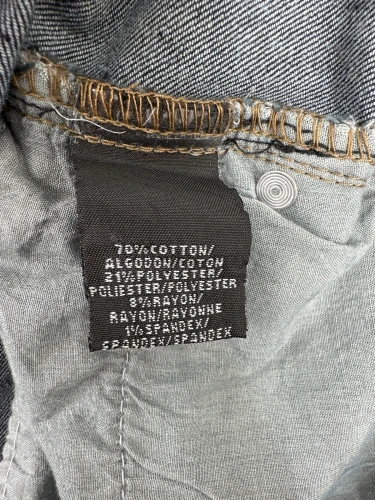 70%COTTON/
ALGODON/COTON
21%POLYESTER/
POLIESTER/POLYESTER
8%RAYON/
RAYON/RAYONNE
1%SPANDEX/
SPANDEX/SPANDEX